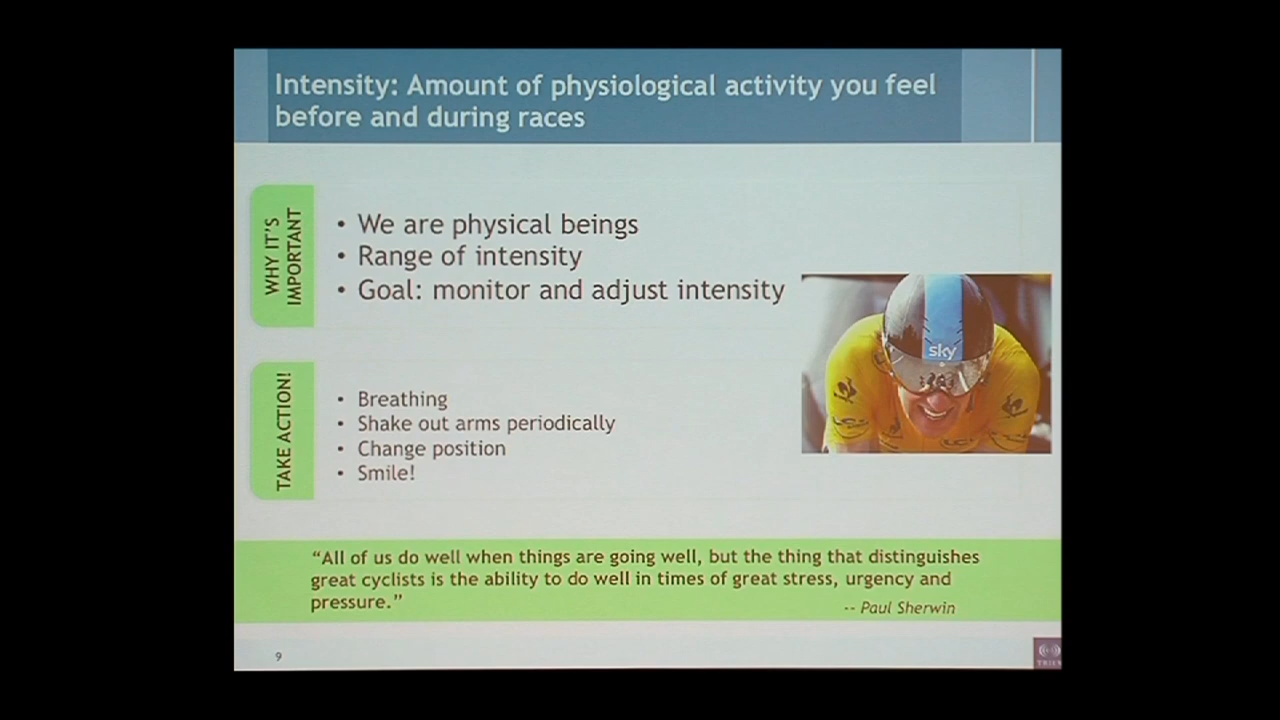 Intensity: Amount of physiological activity you feel
before and during races
WHY IT'S
IMPORTANT
• We are physical beings
• Range of intensity
• Goal: monitor and adjust intensity
sky
TAKE ACTION!
• Breathing
• Shake out arms periodically
• Change position
• Smile!
“All of us do well when things are going well, but the thing that distinguishes
great cyclists is the ability to do well in times of great stress, urgency and
pressure.”
-- Paul Sherwin
9